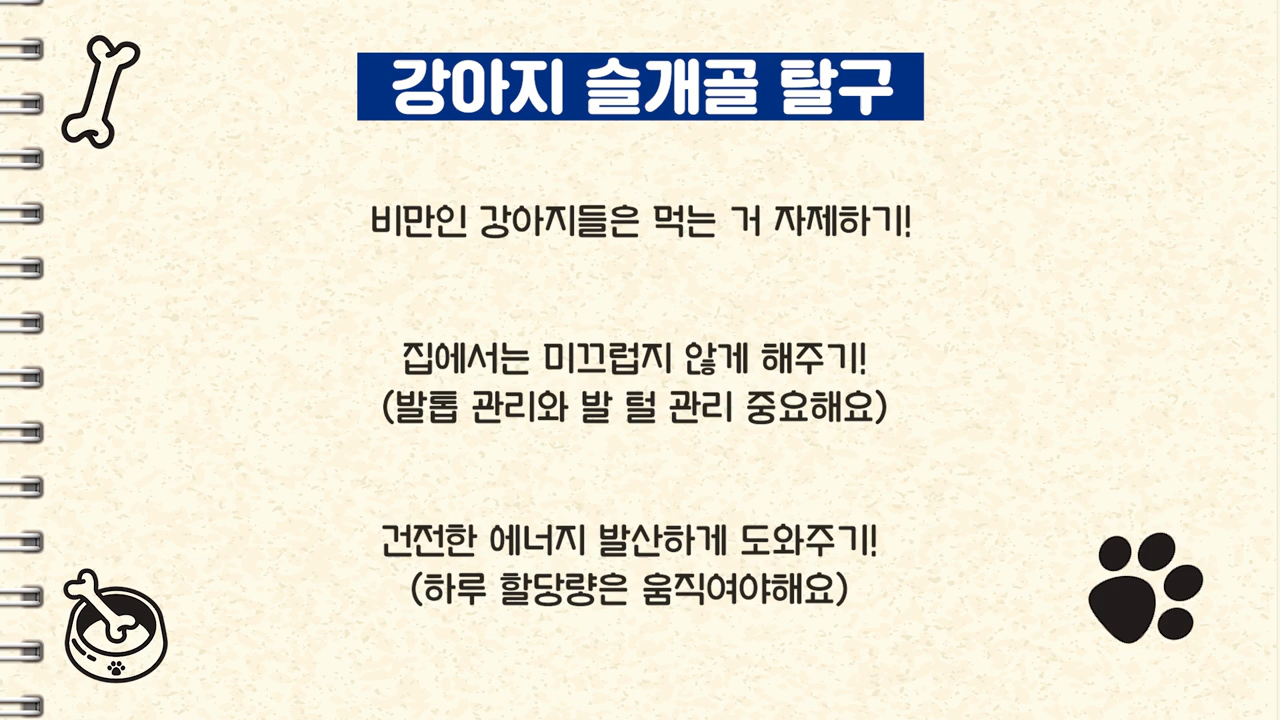 강아지 슬개골 탈구
비만인 강아지들은 먹는 거 자제하기!
집에서는 미끄럽지 않게 해주기!
(발톱 관리와 발 털 관리 중요해요)
건전한 에너지 발산하게 도와주기!
(하루 할당량은 움직여야해요)